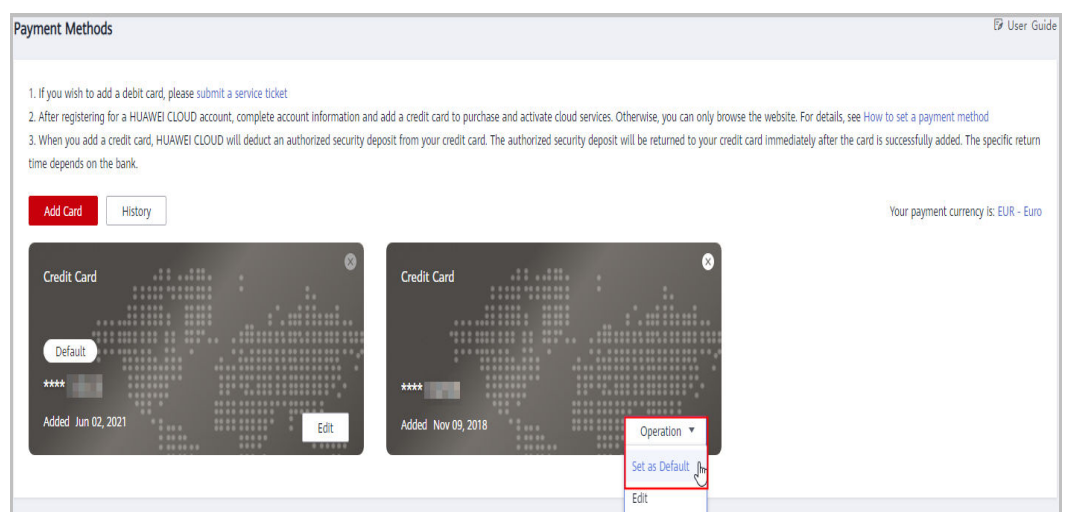 Payment Methods
User Guide
1. If you wish to add a debit card, please submit a service ticket
2. After registering for a HUAWEI CLOUD account, complete account information and add a credit card to purchase and activate cloud services. Otherwise, you can only browse the website. For details, see How to set a payment method
3. When you add a credit card, HUAWEI CLOUD will deduct an authorized security deposit from your credit card. The authorized security deposit will be returned to your credit card immediately after the card is successfully added. The specific return
time depends on the bank.
Add Card
History
Your payment currency is: EUR - Euro
Credit Card
Default
****
Added Jun 02, 2021
Edit
Credit Card
****
Added Nov 09, 2018
Operation
Set as Default
Edit